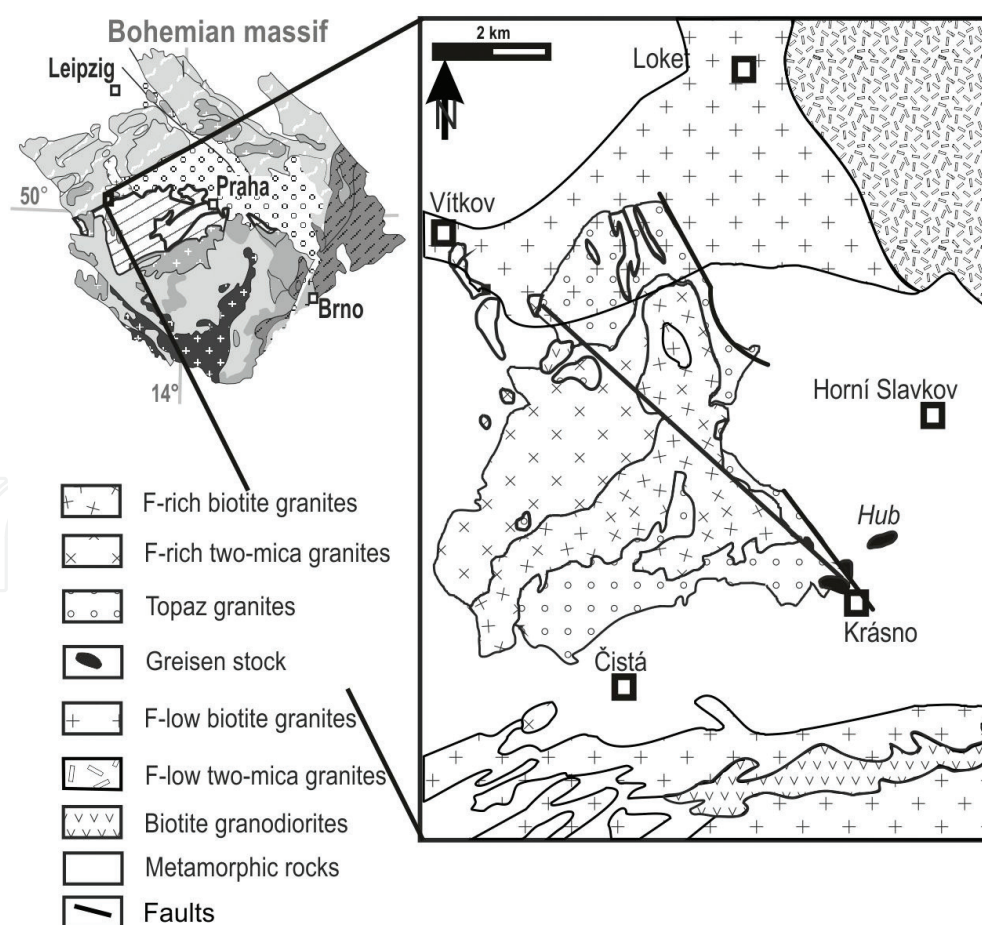 Bohemian massif
Leipzig
50°
Praha
Brno
14°
2 km
N
Loket
Vítkov
Horní Slavkov
Hub
Krásno
Čistá
F-rich biotite granites
F-rich two-mica granites
Topaz granites
Greisen stock
F-low biotite granites
F-low two-mica granites
Biotite granodiorites
Metamorphic rocks
Faults